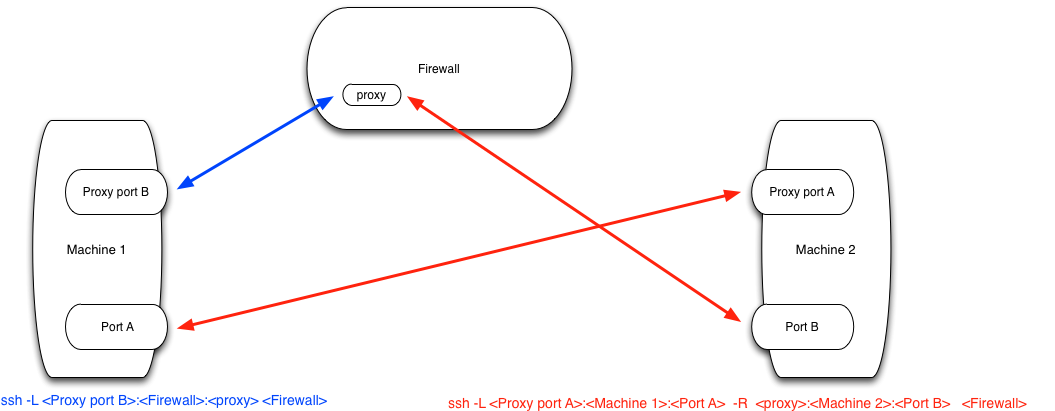 Firewall
proxy
Proxy port B
Proxy port A
Machine 1
Machine 2
Port A
Port B
ssh -L <Proxy port B>:<Firewall>:<proxy> <Firewall>
ssh -L <Proxy port A>:<Machine 1>:<Port A> -R <proxy>:<Machine 2>:<Port B> <Firewall>